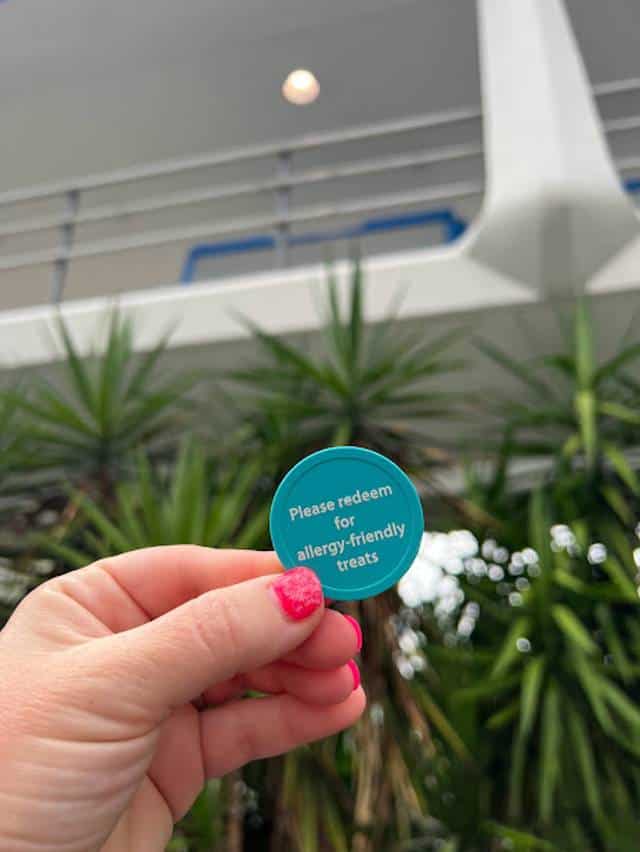 Please redeem
for
allergy-friendly
treats